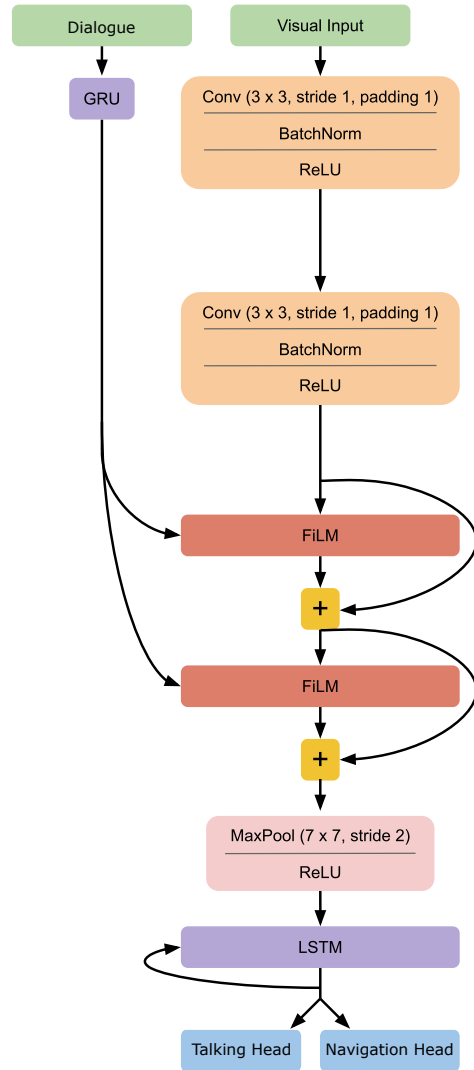 Dialogue
Visual Input
GRU
Conv (3 x 3, stride 1, padding 1)
BatchNorm
ReLU
Conv (3 x 3, stride 1, padding 1)
BatchNorm
ReLU
FiLM
+
FiLM
+
MaxPool (7 x 7, stride 2)
ReLU
LSTM
Talking Head
Navigation Head